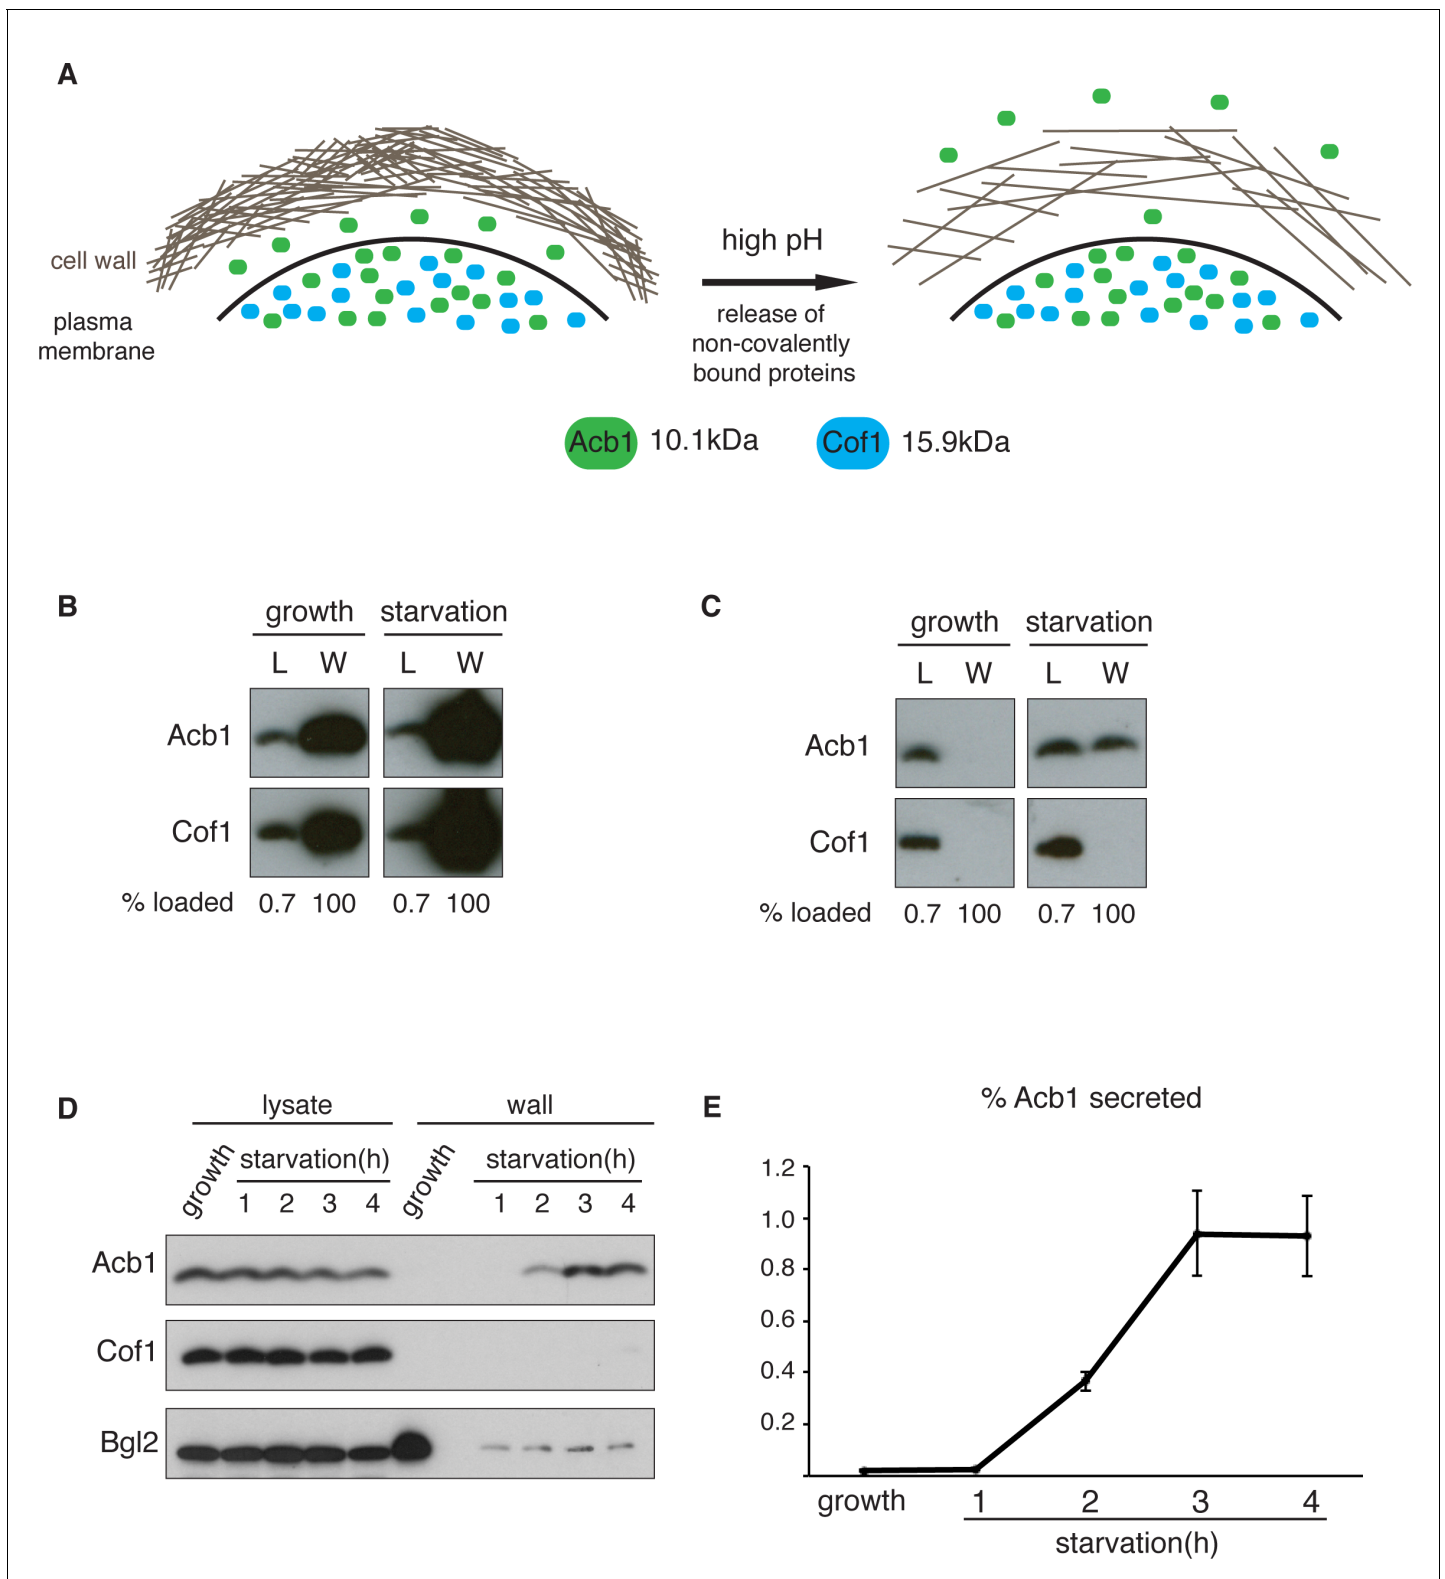 A
cell wall
plasma
membrane
high pH
release of
non-covalently
bound proteins
Acb1 10.1kDa Cof1 15.9kDa
B
growth starvation
L W L W
Acb1
Cof1
% loaded 0.7 100 0.7 100
C
growth starvation
L W L W
Acb1
Cof1
% loaded 0.7 100 0.7 100
D
lysate wall
growth starvation(h) growth starvation(h)
1 2 3 4 1 2 3 4
Acb1
Cof1
Bgl2
E
% Acb1 secreted
1.2
1.0
0.8
0.6
0.4
0.2
growth 1 2 3 4
starvation(h)